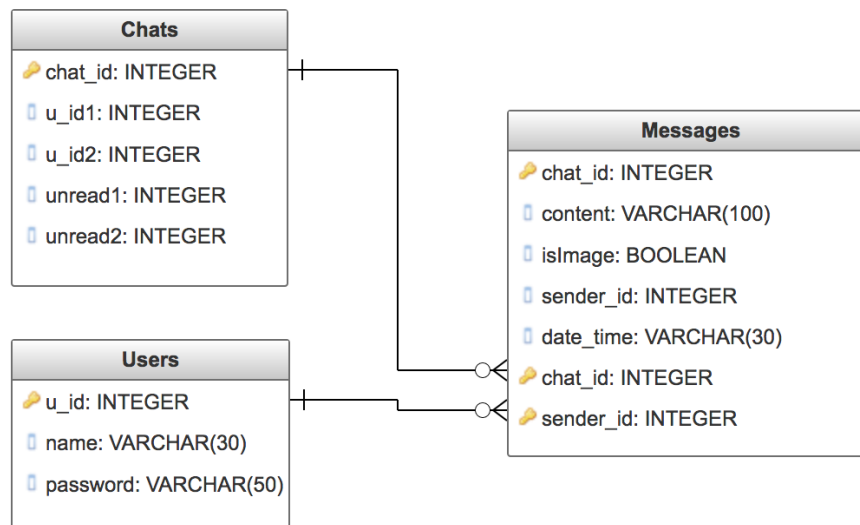 Chats
chat_id: INTEGER
u_id1: INTEGER
u_id2: INTEGER
unread1: INTEGER
unread2: INTEGER
Messages
chat_id: INTEGER
content: VARCHAR(100)
isImage: BOOLEAN
sender_id: INTEGER
date_time: VARCHAR(30)
chat_id: INTEGER
sender_id: INTEGER
Users
u_id: INTEGER
name: VARCHAR(30)
password: VARCHAR(50)